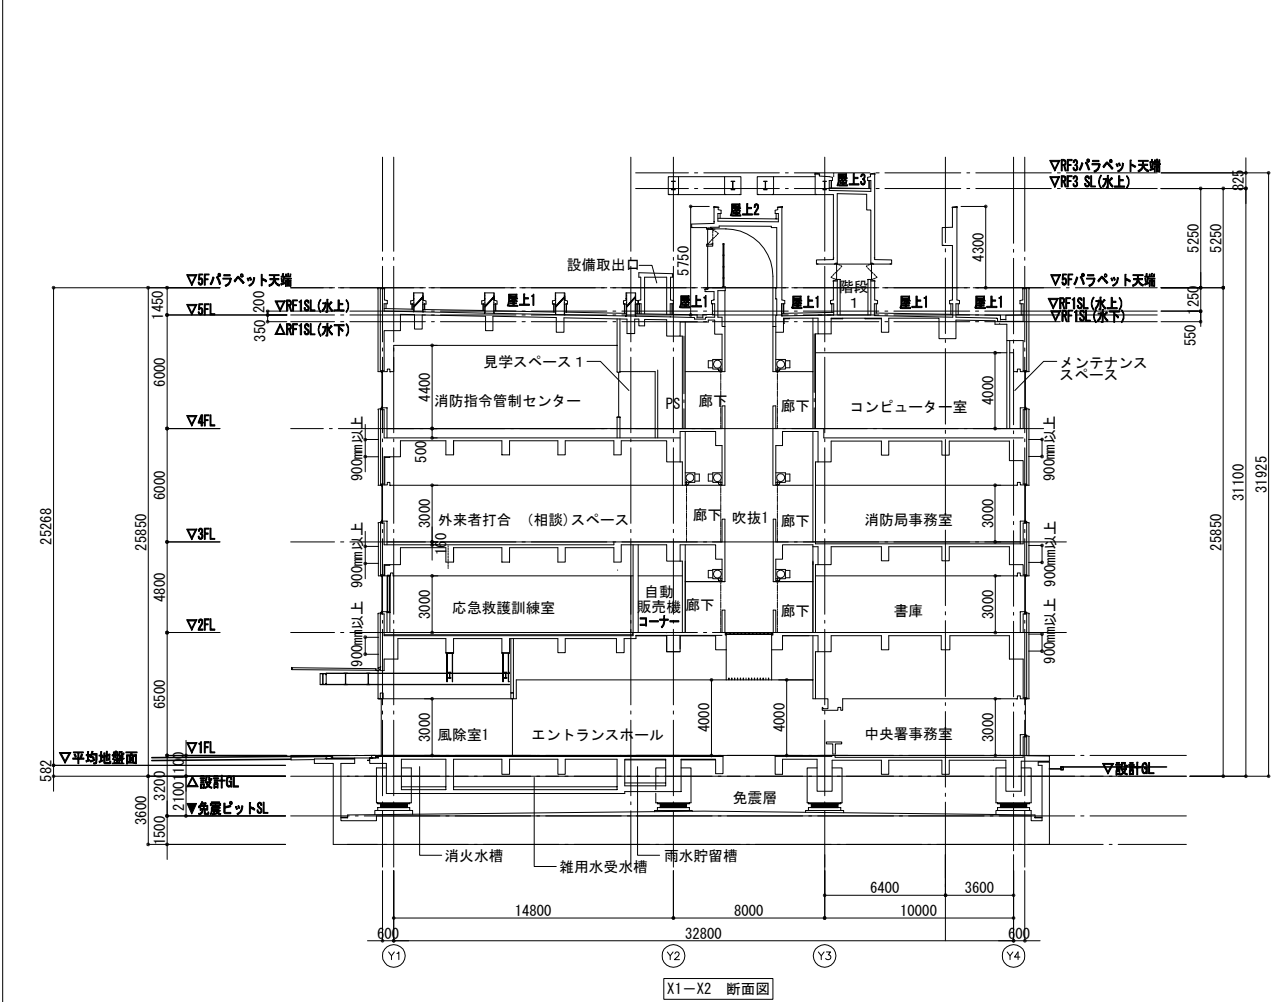 ▽RF3パラペット天端
825
▽RF3 SL(水上)
屋上3
屋上2
5250
5250
4300
5750
設備取出口
▽5Fパラペット天端
▽5Fパラペット天端
階段
1
1450
200
▽RF1SL(水上)
屋上1
屋上1
屋上1
屋上1
屋上1
▽RF1SL(水上)
1250
▽5FL
▽RF1SL(水下)
350
△RF1SL(水下)
550
見学スペース1
メンテナンス
スペース
6000
4400
4000
消防指令管制センター
PS
廊下
廊下
コンピューター室
▽4FL
900mm以上
500
900mm以上
6000
31100
31925
25268
25850
3000
外来者打合 (相談)スペース
廊下
吹抜1
廊下
消防局事務室
3000
25850
▽3FL
160
900mm以上
900mm以上
4800
3000
応急救護訓練室
自動
販売機
コーナー
廊下
廊下
書庫
3000
▽2FL
900mm以上
900mm以上
6500
3000
風除室1
エントランスホール
4000
4000
中央署事務室
3000
▽1FL
▽平均地盤面
582
1100
△設計GL
▽設計GL
3200
2100
免震層
▼免震ピットSL
3600
1500
消火水槽
雑用水受水槽
雨水貯留槽
6400
3600
14800
8000
10000
600
32800
600
Y1
Y2
Y3
Y4
X1-X2 断面図